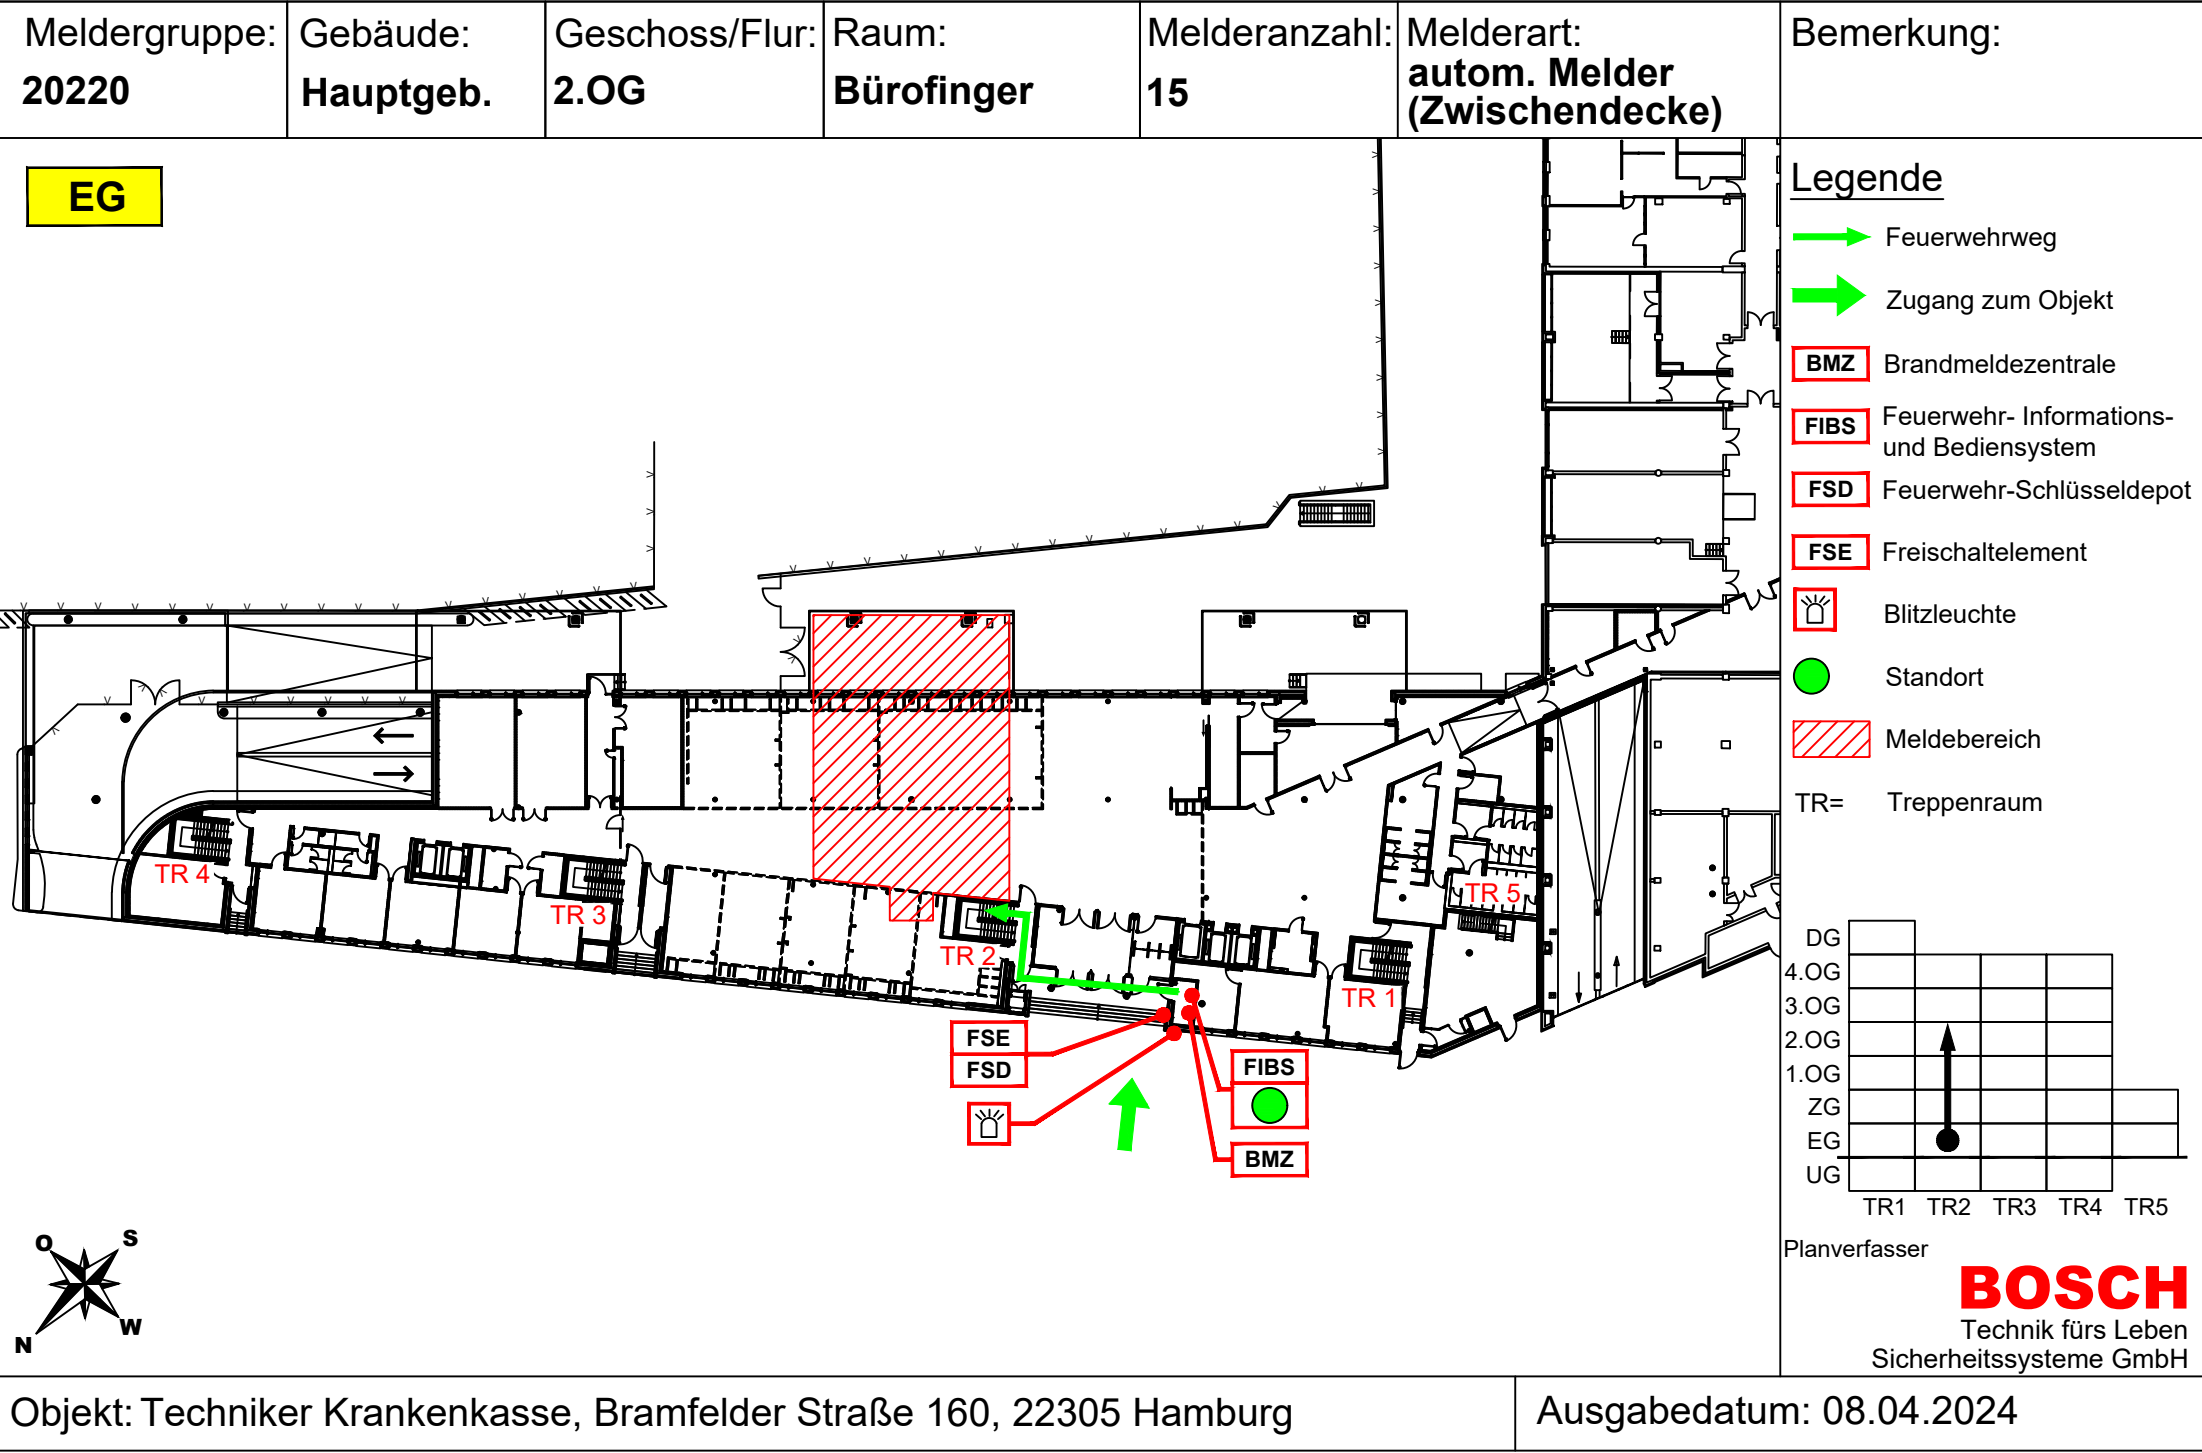 Meldergruppe:
20220
Gebäude:
Hauptgeb.
Geschoss/Flur:
2.OG
Raum:
Bürofinger
Melderanzahl:
15
Melderart:
autom. Melder
(Zwischendecke)
Bemerkung:
EG
Legende
Feuerwehrweg
Zugang zum Objekt
BMZ Brandmeldezentrale
FIBS Feuerwehr- Informations-
und Bediensystem
FSD Feuerwehr-Schlüsseldepot
FSE Freischaltelement
Blitzleuchte
Standort
Meldebereich
TR= Treppenraum
TR 4
TR 3
TR 2
TR 1
TR 5
FSE
FSD
FIBS
BMZ
DG
4.OG
3.OG
2.OG
1.OG
ZG
EG
UG
TR1 TR2 TR3 TR4 TR5
O S
N W
Planverfasser
BOSCH
Technik fürs Leben
Sicherheitssysteme GmbH
Objekt: Techniker Krankenkasse, Bramfelder Straße 160, 22305 Hamburg
Ausgabedatum: 08.04.2024